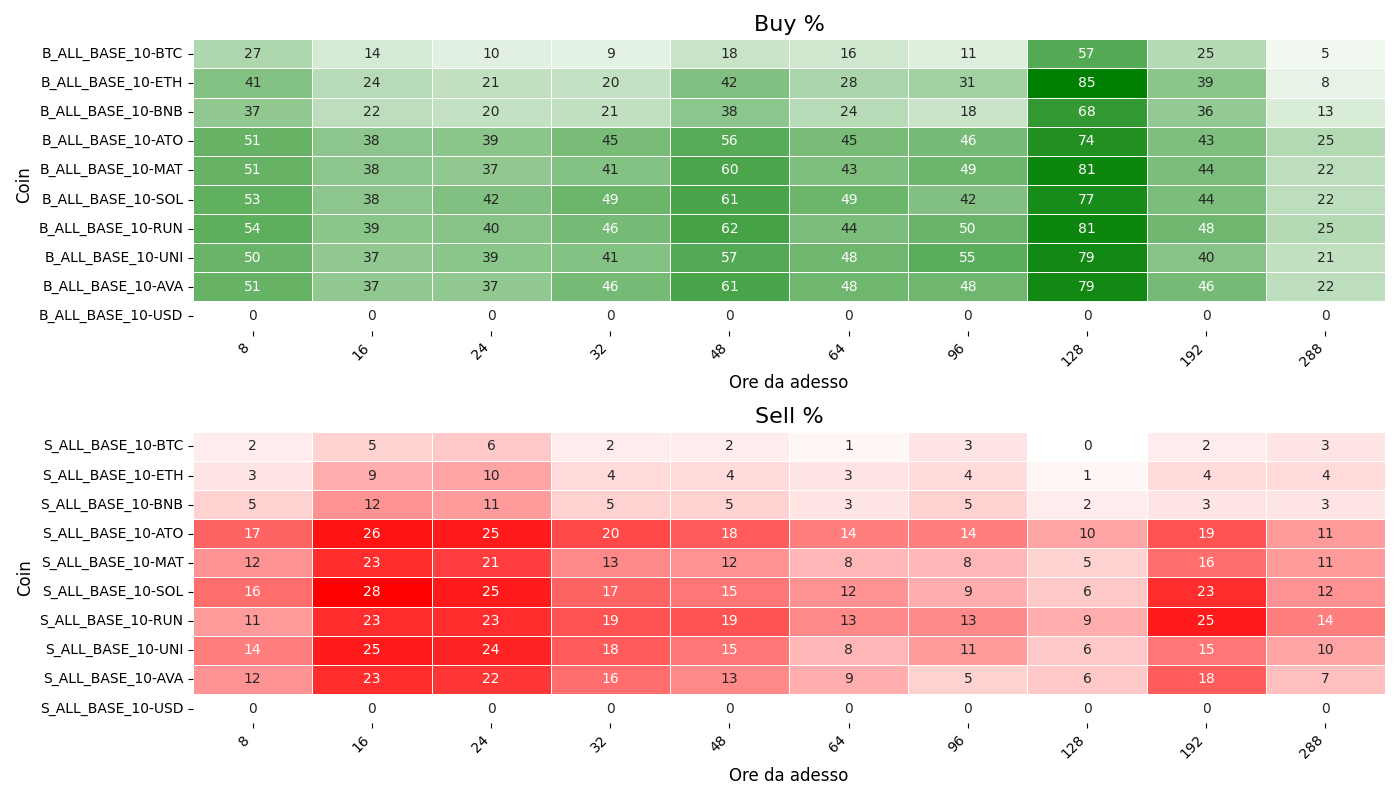 Buy %
Coin
B_ALL_BASE_10-BTC 27 14 10 9 18 16 11 57 25 5
B_ALL_BASE_10-ETH 41 24 21 20 42 28 31 85 39 8
B_ALL_BASE_10-BNB 37 22 20 21 38 24 18 68 36 13
B_ALL_BASE_10-ATO 51 38 39 45 56 45 46 74 43 25
B_ALL_BASE_10-MAT 51 38 37 41 60 43 49 81 44 22
B_ALL_BASE_10-SOL 53 38 42 49 61 49 42 77 44 22
B_ALL_BASE_10-RUN 54 39 40 46 62 44 50 81 48 25
B_ALL_BASE_10-UNI 50 37 39 41 57 48 55 79 40 21
B_ALL_BASE_10-AVA 51 37 37 46 61 48 48 79 46 22
B_ALL_BASE_10-USD 0 0 0 0 0 0 0 0 0 0
8 16 24 32 48 64 96 128 192 288
Ore da adesso
Sell %
Coin
S_ALL_BASE_10-BTC 2 5 6 2 2 1 3 0 2 3
S_ALL_BASE_10-ETH 3 9 10 4 4 3 4 1 4 4
S_ALL_BASE_10-BNB 5 12 11 5 5 3 5 2 3 3
S_ALL_BASE_10-ATO 17 26 25 20 18 14 14 10 19 11
S_ALL_BASE_10-MAT 12 23 21 13 12 8 8 5 16 11
S_ALL_BASE_10-SOL 16 28 25 17 15 12 9 6 23 12
S_ALL_BASE_10-RUN 11 23 23 19 19 13 13 9 25 14
S_ALL_BASE_10-UNI 14 25 24 18 15 8 11 6 15 10
S_ALL_BASE_10-AVA 12 23 22 16 13 9 5 6 18 7
S_ALL_BASE_10-USD 0 0 0 0 0 0 0 0 0 0
8 16 24 32 48 64 96 128 192 288
Ore da adesso